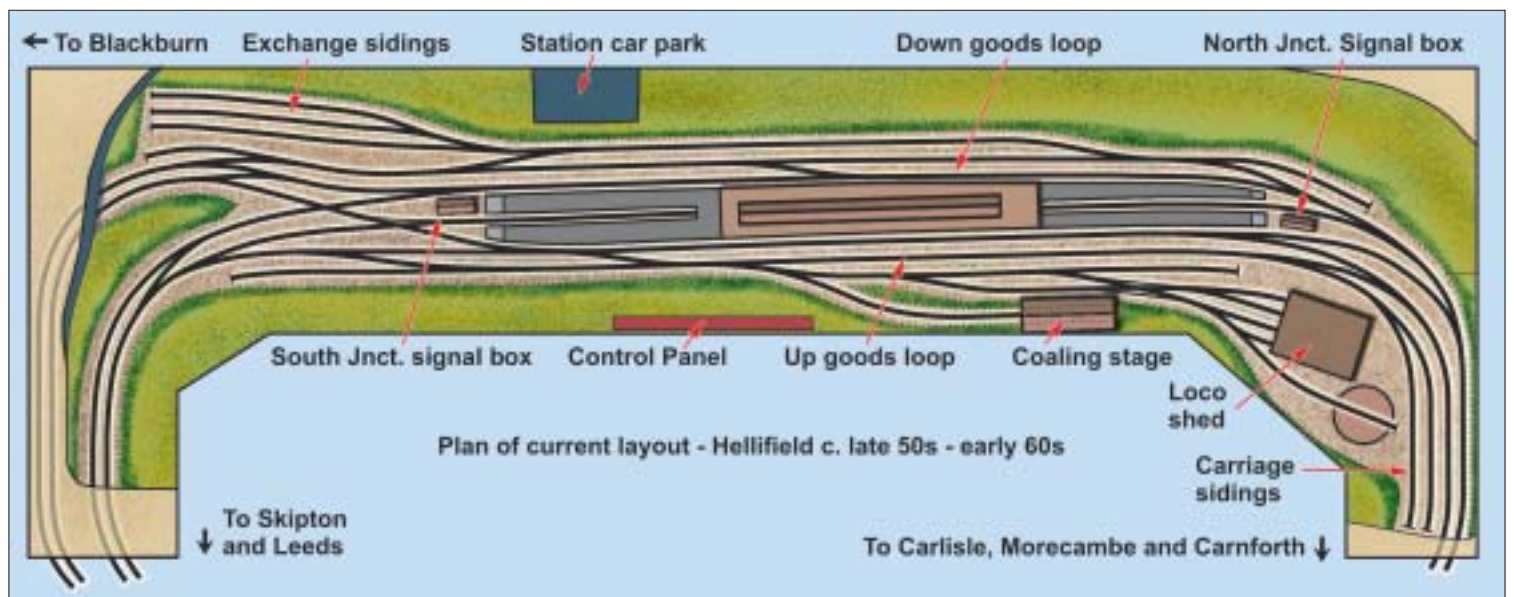 ← To Blackburn
Exchange sidings
Station car park
Down goods loop
North Jnct. Signal box
South Jnct. signal box
Control Panel
Up goods loop
Coaling stage
Loco
shed
Plan of current layout - Hellifield c. late 50s - early 60s
Carriage
sidings
To Skipton
↓ and Leeds
To Carlisle, Morecambe and Carnforth ↓